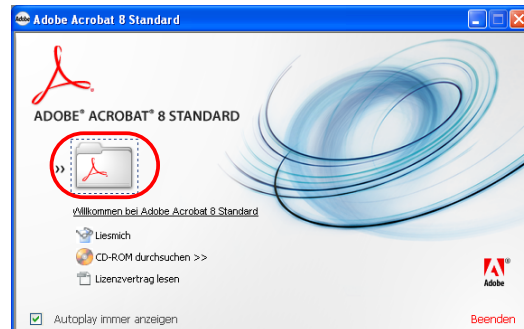 Adobe Acrobat 8 Standard
ADOBE® ACROBAT® 8 STANDARD
»
Willkommen bei Adobe Acrobat 8 Standard
Liesmich
CD-ROM durchsuchen >>
Lizenzvertrag lesen
Adobe
Autoplay immer anzeigen
Beenden